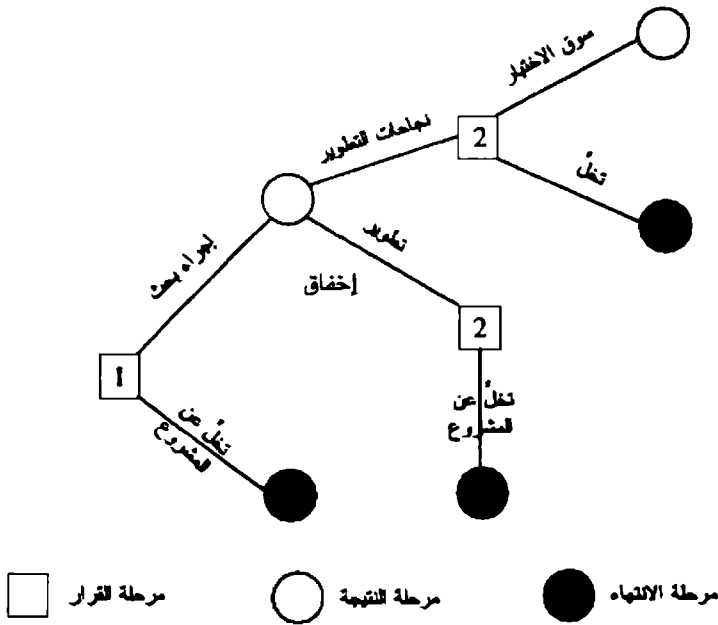 سوق الاختبار
2
نجاحات التطوير
تخلٍّ
تطوير
إخفاق
إجراء بحث
2
1
تخلٍّ عن
المشروع
تخلٍّ عن
المشروع
مرحلة الانتهاء
مرحلة النتيجة
مرحلة القرار